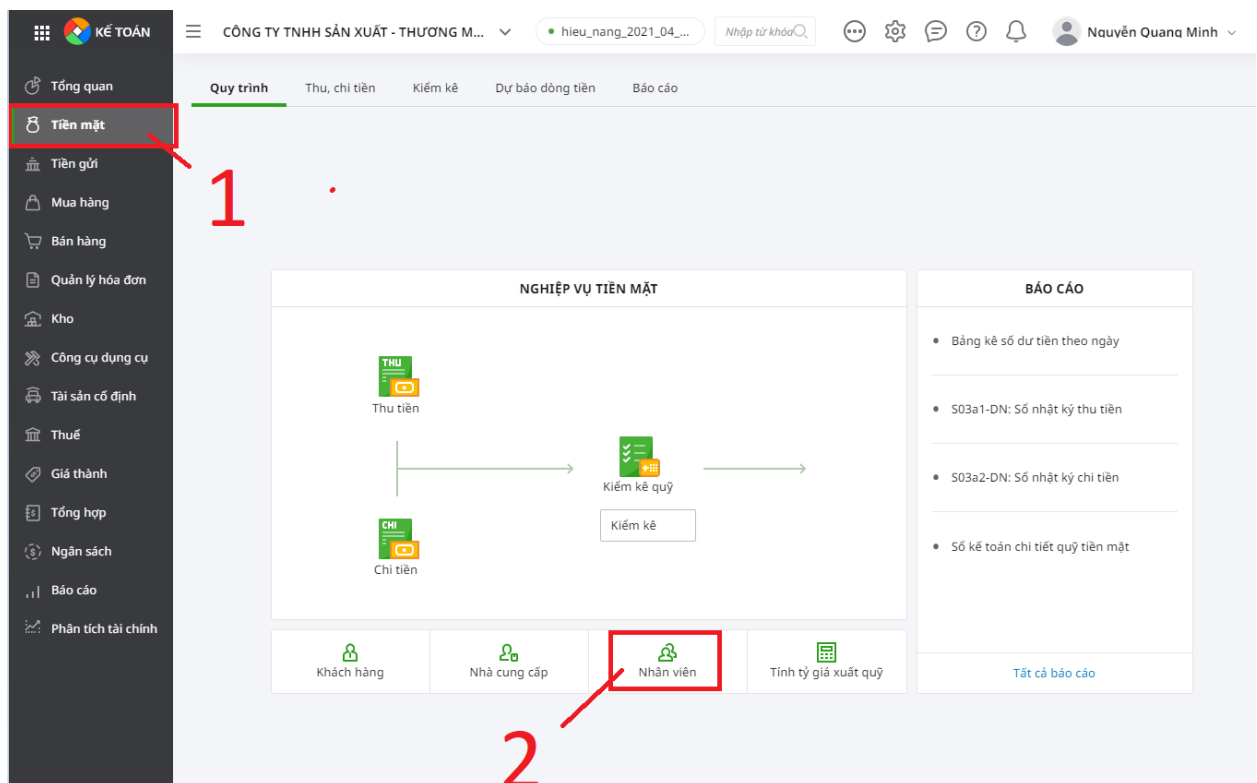 KẾ TOÁN
CÔNG TY TNHH SẢN XUẤT - THƯƠNG M...
hieu_nang_2021_04_...
Nhập từ khóa
Nguyễn Quang Minh
Tổng quan
Tiền mặt
Tiền gửi
Mua hàng
Bán hàng
Quản lý hóa đơn
Kho
Công cụ dụng cụ
Tài sản cố định
Thuế
Giá thành
Tổng hợp
Ngân sách
Báo cáo
Phân tích tài chính
1
Quy trình
Thu, chi tiền
Kiểm kê
Dự báo dòng tiền
Báo cáo
NGHIỆP VỤ TIỀN MẶT
THU
Thu tiền
Kiểm kê quỹ
Kiểm kê
CHI
Chi tiền
Khách hàng
Nhà cung cấp
Nhân viên
Tính tỷ giá xuất quỹ
2
BÁO CÁO
Bảng kê số dư tiền theo ngày
S03a1-DN: Sổ nhật ký thu tiền
S03a2-DN: Sổ nhật ký chi tiền
Sổ kế toán chi tiết quỹ tiền mặt
Tất cả báo cáo